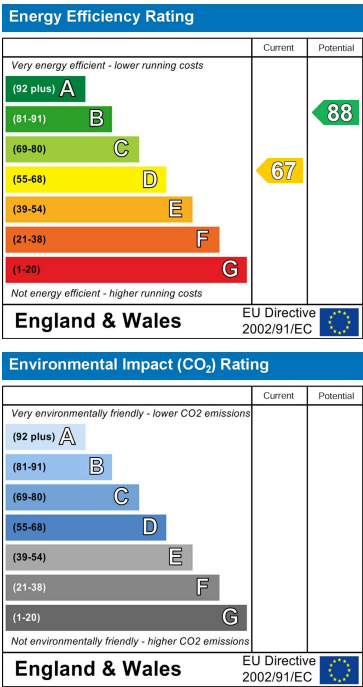 Energy Efficiency Rating
Current Potential
Very energy efficient - lower running costs
(92 plus) A
(81-91) B
88
(69-80) C
(55-68) D
67
(39-54) E
(21-38) F
(1-20) G
Not energy efficient - higher running costs
England & Wales
EU Directive
2002/91/EC
Environmental Impact (CO₂) Rating
Current Potential
Very environmentally friendly - lower CO2 emissions
(92 plus) A
(81-91) B
(69-80) C
(55-68) D
(39-54) E
(21-38) F
(1-20) G
Not environmentally friendly - higher CO2 emissions
England & Wales
EU Directive
2002/91/EC